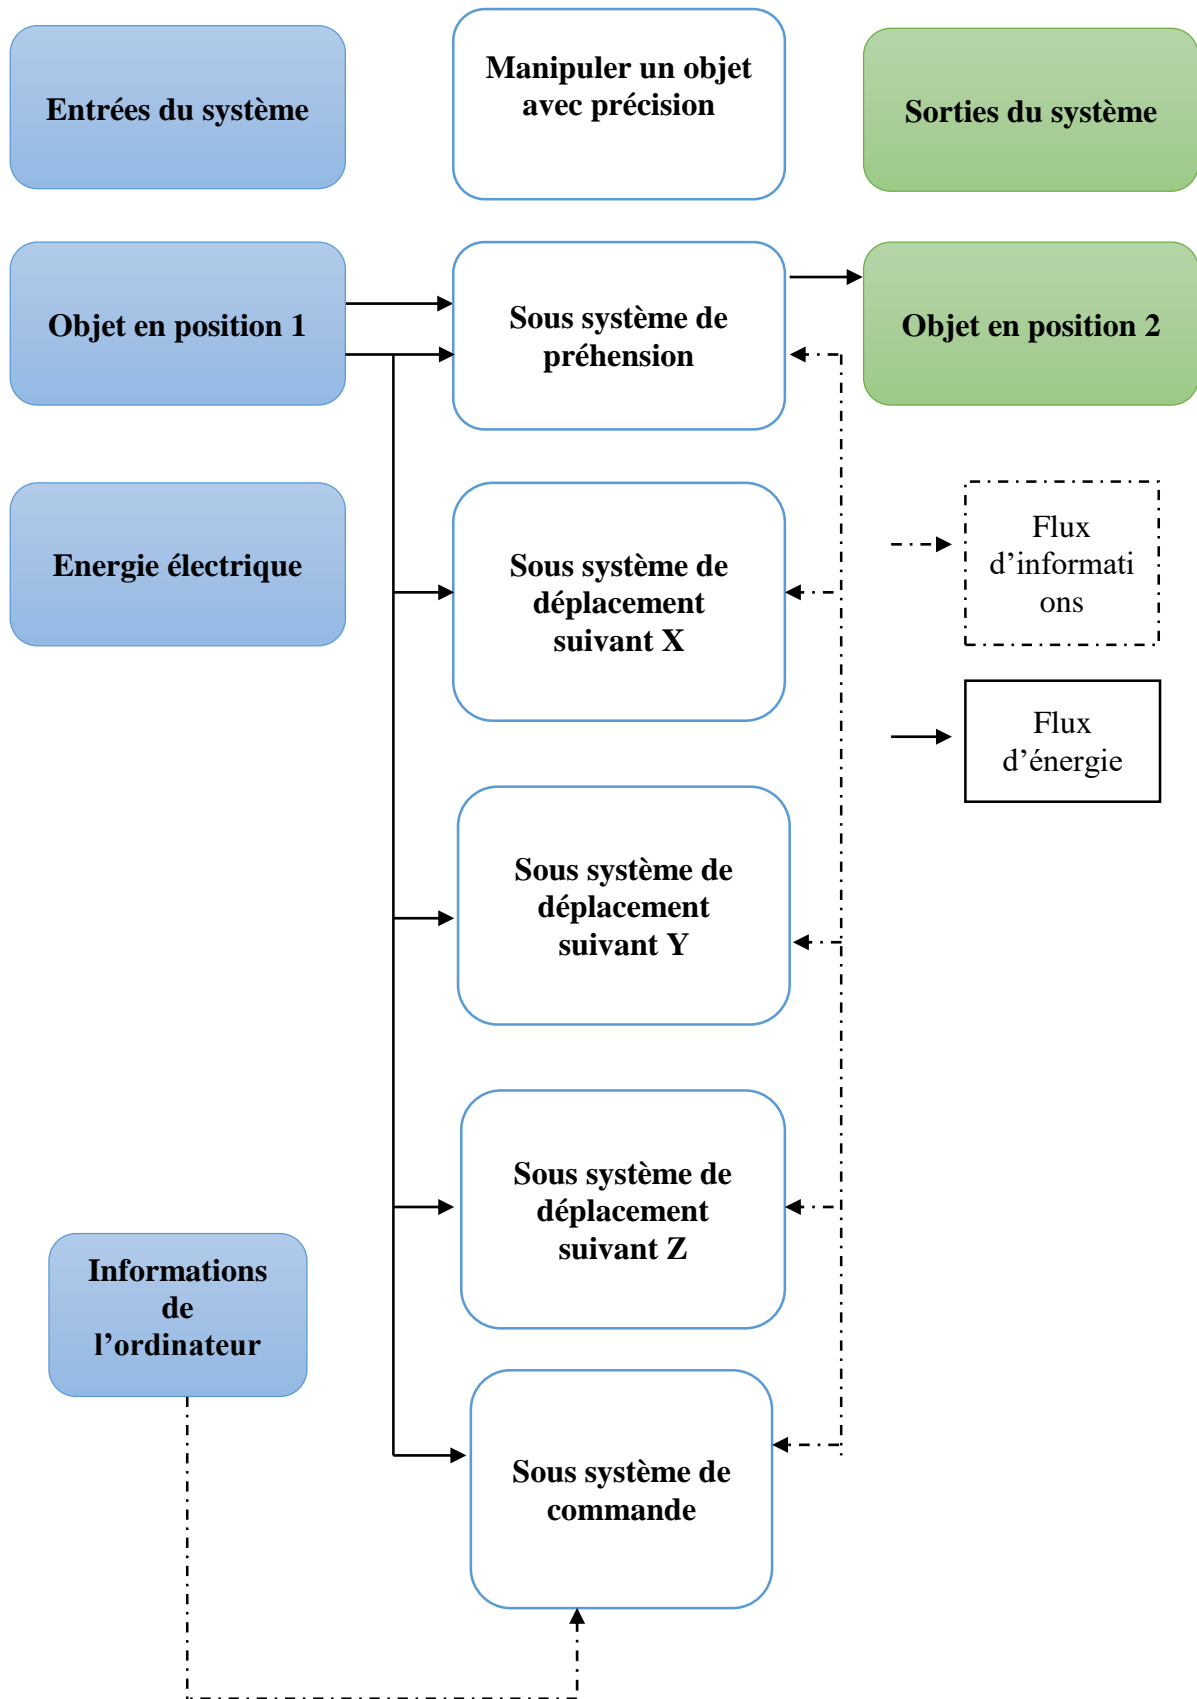 Entrées du système
Manipuler un objet
avec précision
Sorties du système
Objet en position 1
Sous système de
préhension
Objet en position 2
Energie électrique
Sous système de
déplacement
suivant X
Flux
d’informati
ons
Flux
d’énergie
Sous système de
déplacement
suivant Y
Sous système de
déplacement
suivant Z
Informations
de
l’ordinateur
Sous système de
commande